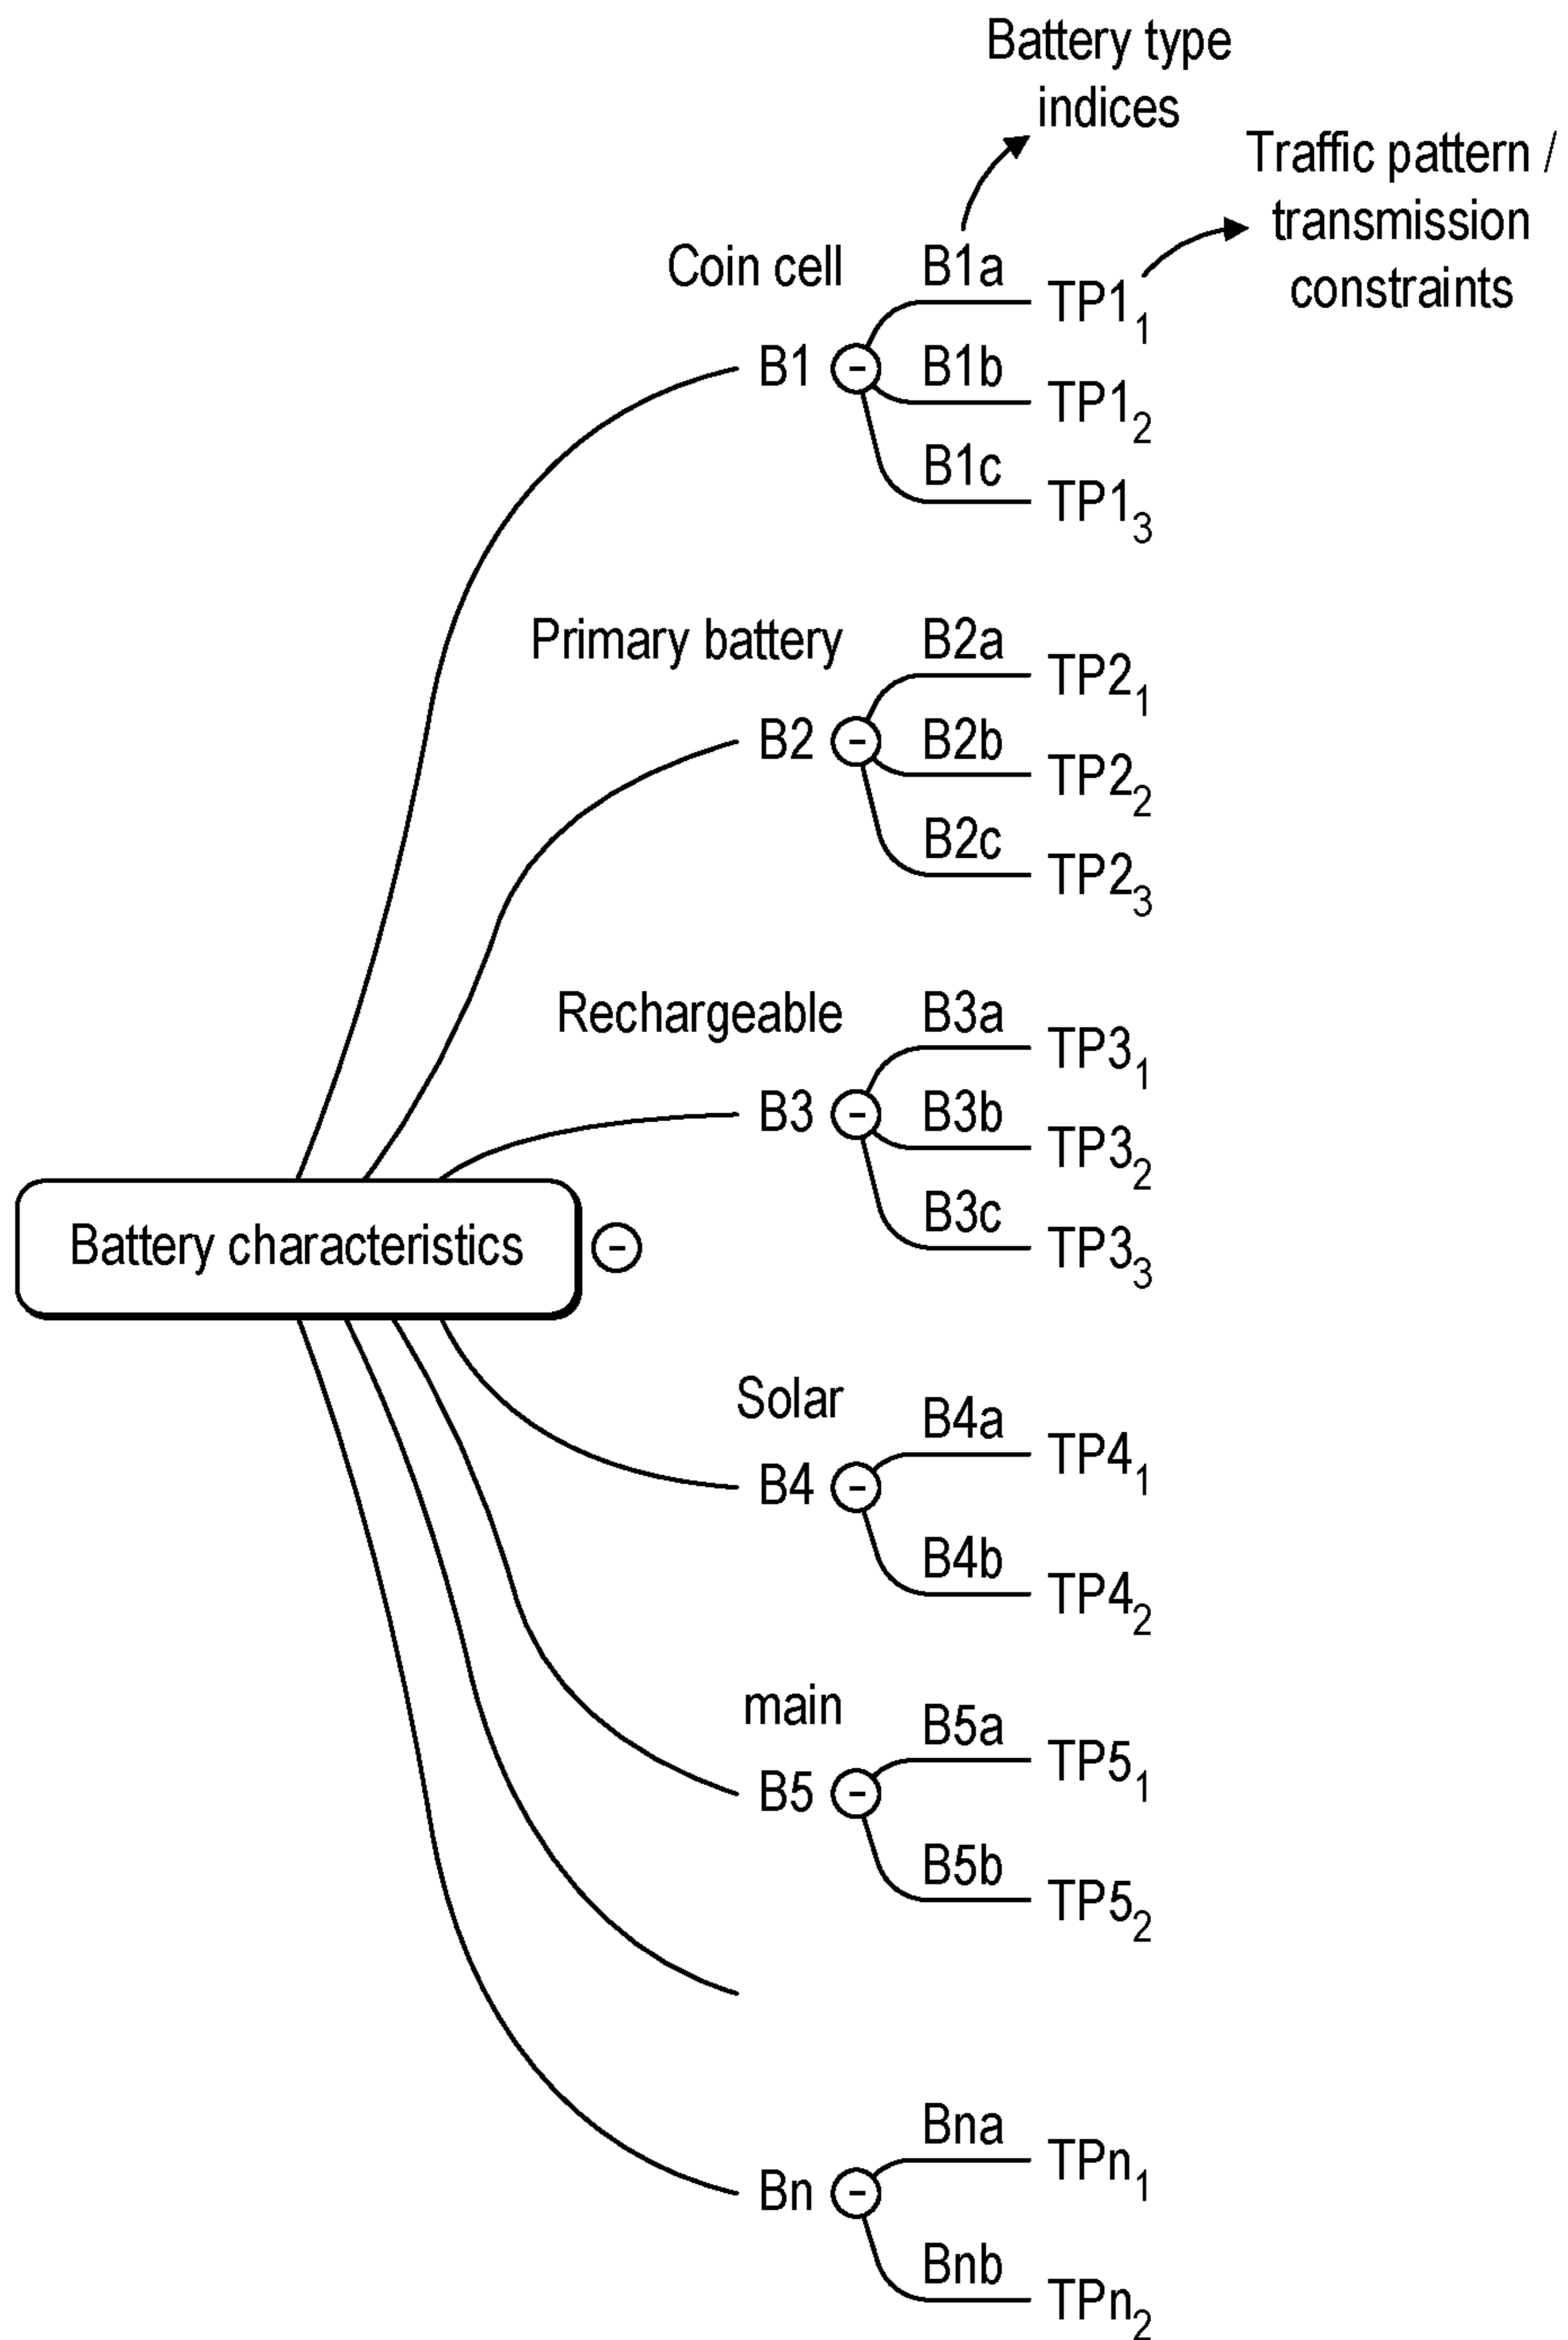 Battery type
indices
Traffic pattern /
transmission
constraints
Coin cell
B1
B1a
TP1₁
B1b
TP1₂
B1c
TP1₃
Primary battery
B2
B2a
TP2₁
B2b
TP2₂
B2c
TP2₃
Rechargeable
B3
B3a
TP3₁
B3b
TP3₂
B3c
TP3₃
Battery characteristics
Solar
B4
B4a
TP4₁
B4b
TP4₂
main
B5
B5a
TP5₁
B5b
TP5₂
Bn
Bna
TPn₁
Bnb
TPn₂